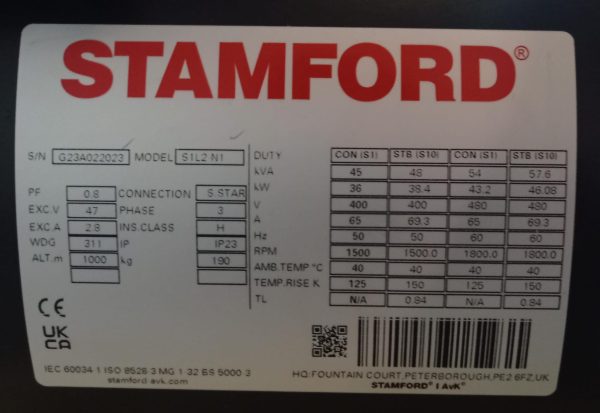 STAMFORD®
S/N G23A022023 MODEL S1L2 N1
PF 0.8 CONNECTION S.STAR
EXC.V 47 PHASE 3
EXC.A 2.8 INS.CLASS H
WDG 311 IP IP23
ALT.m 1000 kg 190
DUTY CON (S1) STB (S10) CON (S1) STB (S10)
kVA 45 48 54 57.6
kW 36 38.4 43.2 46.08
V 400 400 480 480
A 65 69.3 65 69.3
Hz 50 50 60 60
RPM 1500 1500.0 1800.0 1800.0
AMB.TEMP.°C 40 40 40 40
TEMP.RISE K 125 150 125 150
TL N/A 0.84 N/A 0.84
CE
UK
CA
IEC 60034-1 ISO 8528-3 MG 1-32 BS 5000-3
stamford-avk.com
HQ:FOUNTAIN COURT,PETERBOROUGH,PE2 6FZ,UK
STAMFORD® | AvK®